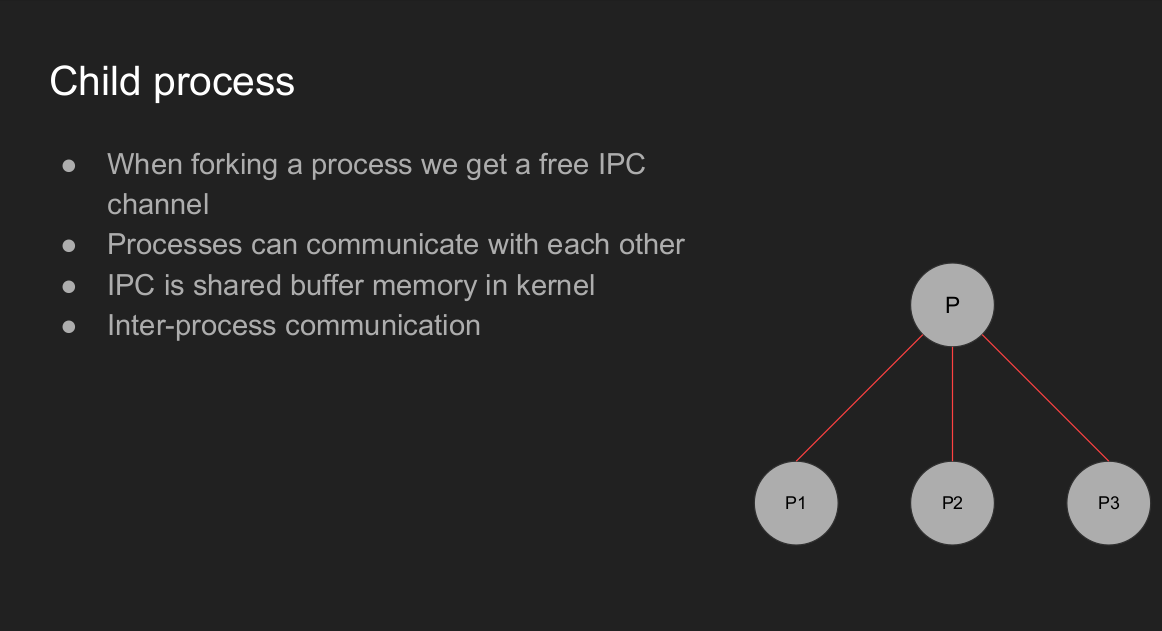 Child process
● When forking a process we get a free IPC
channel
● Processes can communicate with each other
● IPC is shared buffer memory in kernel
● Inter-process communication
P
P1
P2
P3